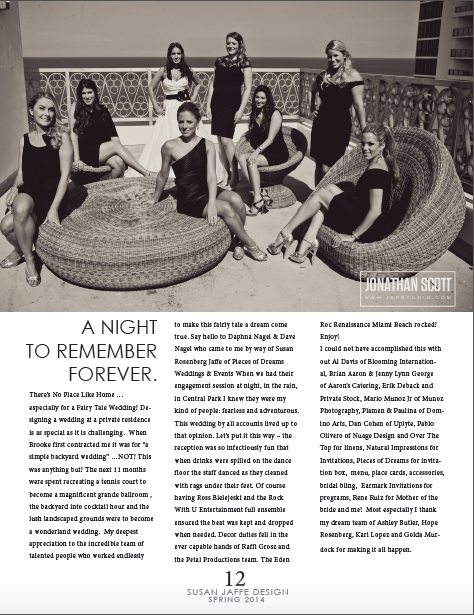 JONATHAN SCOTT
A NIGHT
TO REMEMBER
FOREVER.
There's No Place Like Home ...
especially for a Fairy Tale Wedding! De-
signing a wedding at a private residence
is as special as it is challenging. When
Brooke first contracted me it was for "a
simple backyard wedding" ...NOT! This
was anything but! The next 11 months
were spent recreating a tennis court to
become a magnificent grande ballroom,
the backyard into cocktail hour and the
lush landscaped grounds were to become
a wonderland wedding. My deepest
appreciation to the incredible team of
talented people who worked endlessly
to make this fairy tale a dream come
true. Say hello to Daphna Nagel & Dave
Nagel who came to me by way of Susan
Rosenberg Jaffe of Pieces of Dreams
Weddings & Events When we had their
engagement session at night, in the rain,
in Central Park I knew they were my
kind of people: fearless and adventurous.
This wedding by all accounts lived up to
that opinion. Let's put it this way – the
reception was so infectiously fun that
when drinks were spilled on the dance
floor the staff danced as they cleaned
with rags under their feet. Of course
having Ross Bielejeski and the Rock
With U Entertainment full ensemble
ensured the beat was kept and dropped
when needed. Decor duties fell in the
ever capable hands of Raffi Grosz and
the Petal Productions team. The Eden
Roc Renaissance Miami Beach rocked!
Enjoy!
I could not have accomplished this with
out Al Davis of Blooming Internation-
al, Brian Aaron & Jenny Lynn George
of Aaron's Catering, Erik Deback and
Private Stock, Mario Munoz Jr of Munoz
Photography, Plamen & Paulina of Dom-
ino Arts, Dan Cohen of Uplyte, Pablo
Olivero of Nuage Design and Over The
Top for linens, Natural Impressions for
Invitations, Pieces of Dreams for invita-
tion box, menu, place cards, accessories,
bridal bling, Earmark Invitations for
programs, Rene Ruiz for Mother of the
bride and me! Most especially I thank
my dream team of Ashley Butler, Hope
Rosenberg, Kari Lopez and Golda Mur-
dock for making it all happen.
12
SUSAN JAFFE DESIGN
SPRING 2014